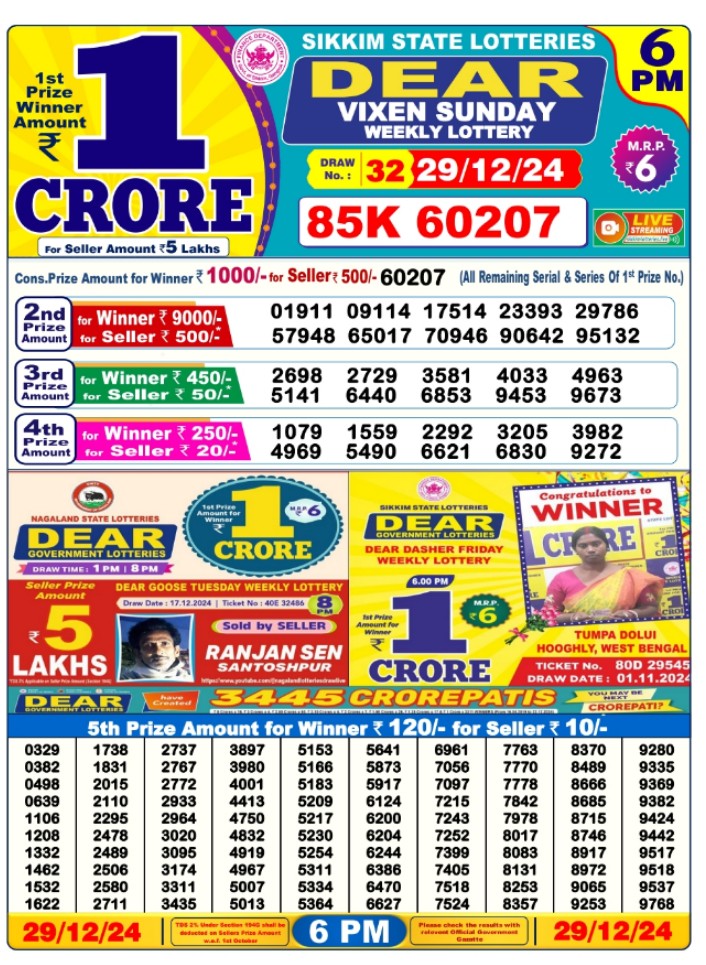 1st
Prize
Winner
Amount
₹
1
CRORE
For Seller Amount ₹5 Lakhs
SIKKIM STATE LOTTERIES
DEAR
VIXEN SUNDAY
WEEKLY LOTTERY
6
PM
M.R.P.
₹6
DRAW
No. : 32 29/12/24
85K 60207
LIVE
STREAMING
Cons.Prize Amount for Winner ₹ 1000/- for Seller ₹ 500/- 60207 (All Remaining Serial & Series Of 1st Prize No.)
2nd
Prize
Amount
for Winner ₹ 9000/-
for Seller ₹ 500/-*
01911 09114 17514 23393 29786
57948 65017 70946 90642 95132
3rd
Prize
Amount
for Winner ₹ 450/-
for Seller ₹ 50/-*
2698 2729 3581 4033 4963
5141 6440 6853 9453 9673
4th
Prize
Amount
for Winner ₹ 250/-
for Seller ₹ 20/-*
1079 1559 2292 3205 3982
4969 5490 6621 6830 9272
NAGALAND STATE LOTTERIES
DEAR
GOVERNMENT LOTTERIES
DRAW TIME : 1 PM | 8 PM
1st Prize
Amount for
Winner
₹
1
CRORE
M.R.P.
₹6
Seller Prize
Amount
₹5
LAKHS
DEAR GOOSE TUESDAY WEEKLY LOTTERY
Draw Date : 17.12.2024 | Ticket No : 40E 32486
8
PM
Sold by SELLER
RANJAN SEN
SANTOSHPUR
SIKKIM STATE LOTTERIES
DEAR
GOVERNMENT LOTTERIES
DEAR DASHER FRIDAY
WEEKLY LOTTERY
6.00 PM
1st Prize
Amount for
Winner
₹
1
CRORE
M.R.P.
₹6
Congratulations to
WINNER
TUMPA DOLUI
HOOGHLY, WEST BENGAL
TICKET No. 80D 29545
DRAW DATE : 01.11.2024
DEAR
GOVERNMENT LOTTERIES
have
Created
3445 CROREPATIS
YOU MAY BE
NEXT
CROREPATI?
5th Prize Amount for Winner ₹ 120/- for Seller ₹ 10/-
0329 1738 2737 3897 5153 5641 6961 7763 8370 9280
0382 1831 2767 3980 5166 5873 7056 7770 8489 9335
0498 2015 2772 4001 5183 5917 7097 7778 8666 9369
0639 2110 2933 4413 5209 6124 7215 7842 8685 9382
1106 2295 2964 4750 5217 6200 7243 7978 8715 9424
1208 2478 3020 4832 5230 6204 7252 8017 8746 9442
1332 2489 3095 4919 5254 6244 7399 8083 8917 9517
1462 2506 3174 4967 5311 6386 7405 8131 8972 9518
1532 2580 3311 5007 5334 6470 7518 8253 9065 9537
1622 2711 3435 5013 5364 6627 7524 8357 9253 9768
29/12/24
TDS 2% Under Section 194G shall be
deducted on Sellers Prize Amount
w.e.f. 1st October
6 PM
Please check the results with
relevant Official Government
Gazette
29/12/24